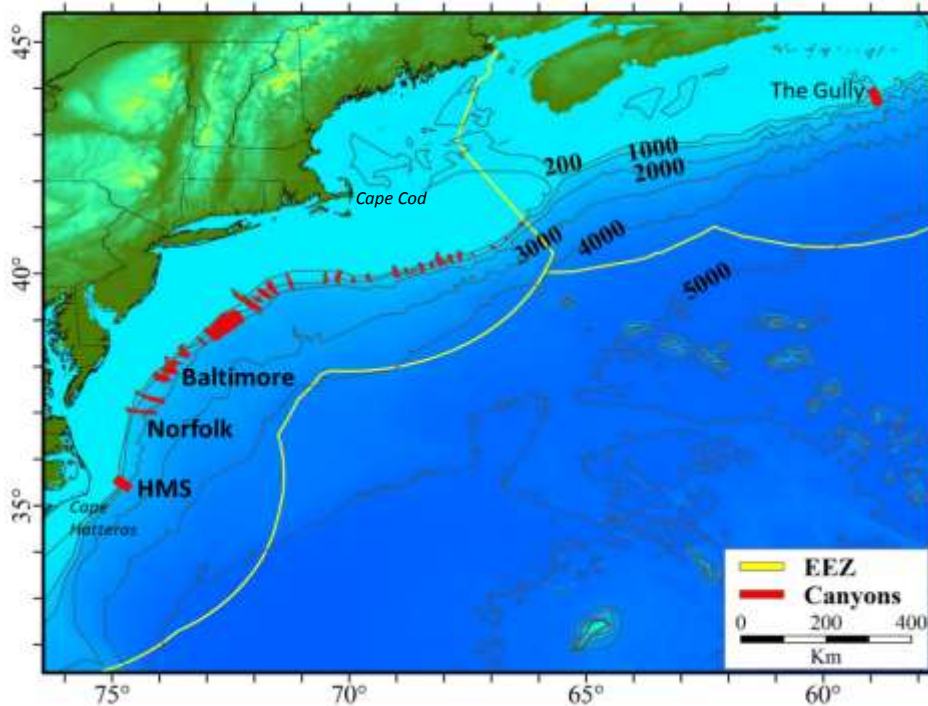 45°
The Gully
200
1000
2000
Cape Cod
3000
4000
40°
5000
Baltimore
Norfolk
HMS
35°
Cape
Hatteras
EEZ
Canyons
0
200
400
Km
75°
70°
65°
60°